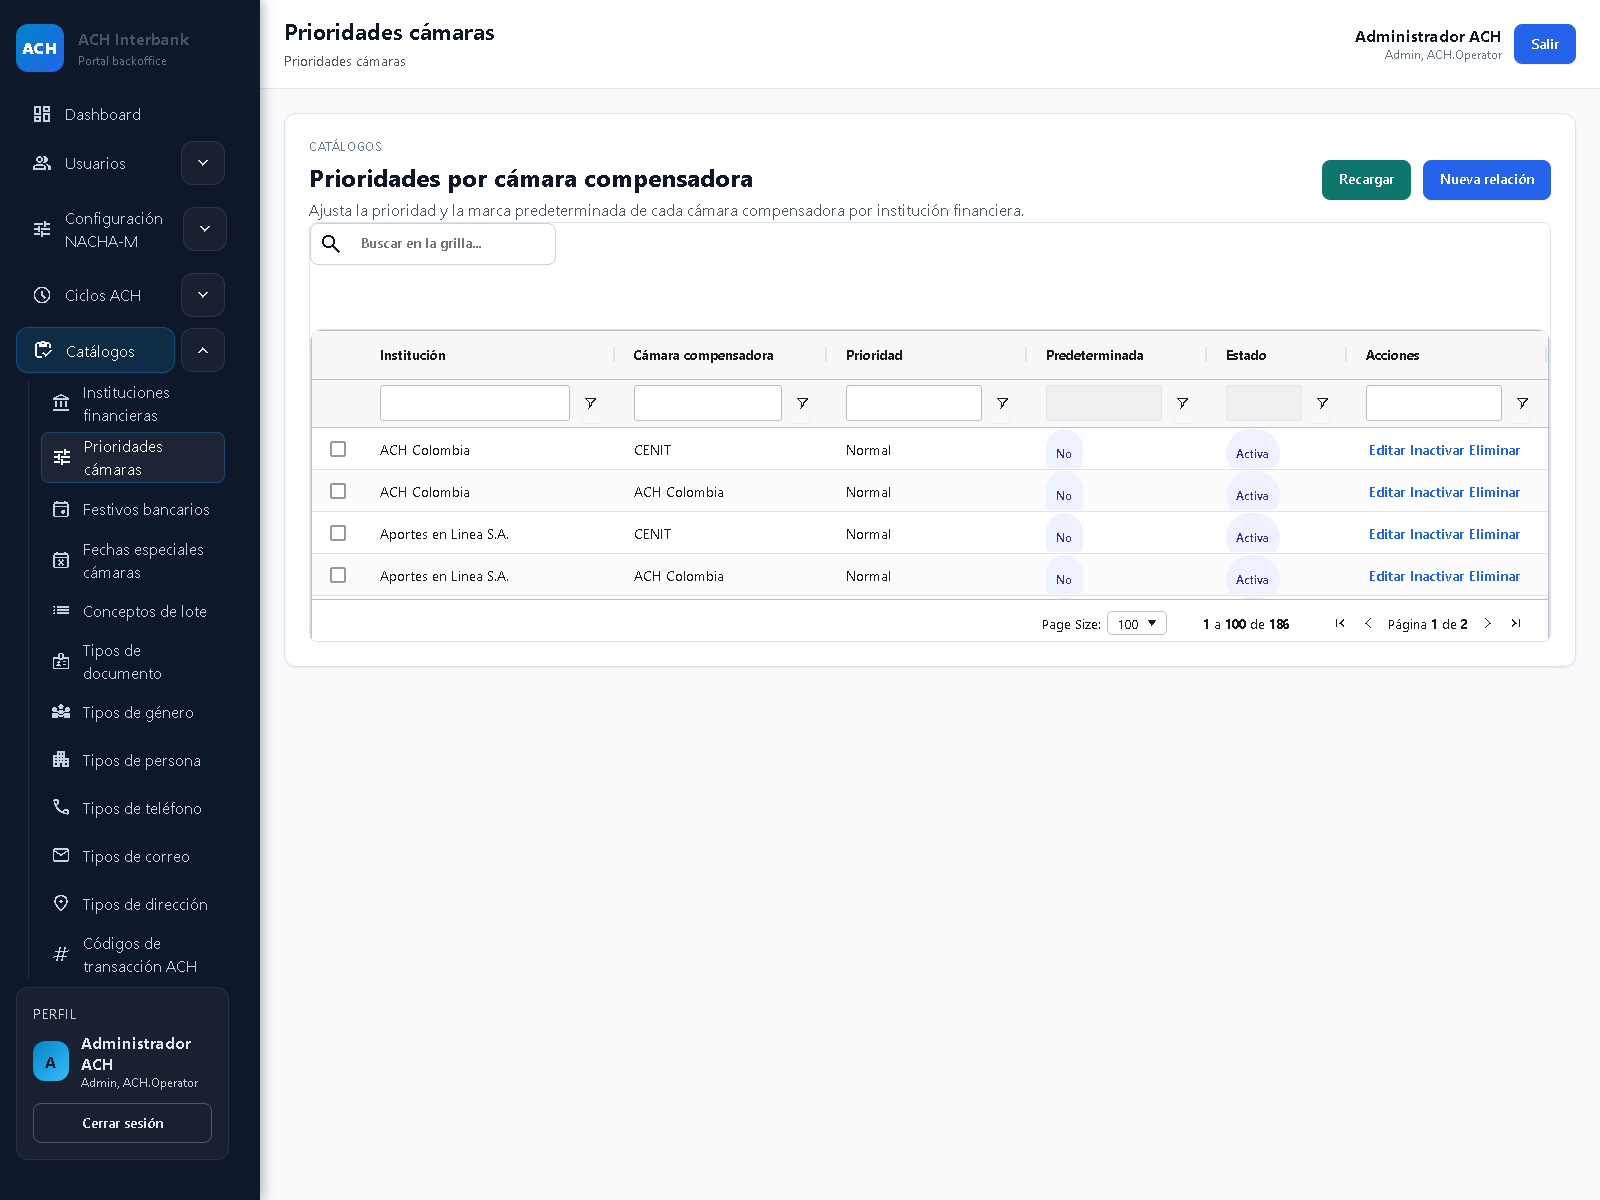 ACH
ACH Interbank
Portal backoffice
Dashboard
Usuarios
Configuración
NACHA-M
Ciclos ACH
Catálogos
Instituciones
financieras
Prioridades
cámaras
Festivos bancarios
Fechas especiales
cámaras
Conceptos de lote
Tipos de
documento
Tipos de género
Tipos de persona
Tipos de teléfono
Tipos de correo
Tipos de dirección
Códigos de
transacción ACH
PERFIL
A
Administrador
ACH
Admin, ACH.Operator
Cerrar sesión
Prioridades cámaras
Prioridades cámaras
Administrador ACH
Admin, ACH.Operator
Salir
CATÁLOGOS
Prioridades por cámara compensadora
Ajusta la prioridad y la marca predeterminada de cada cámara compensadora por institución financiera.
Recargar
Nueva relación
Buscar en la grilla...
Institución Cámara compensadora Prioridad Predeterminada Estado Acciones
ACH Colombia CENIT Normal No Activa Editar Inactivar Eliminar
ACH Colombia ACH Colombia Normal No Activa Editar Inactivar Eliminar
Aportes en Linea S.A. CENIT Normal No Activa Editar Inactivar Eliminar
Aportes en Linea S.A. ACH Colombia Normal No Activa Editar Inactivar Eliminar
Page Size: 100 1 a 100 de 186 Página 1 de 2